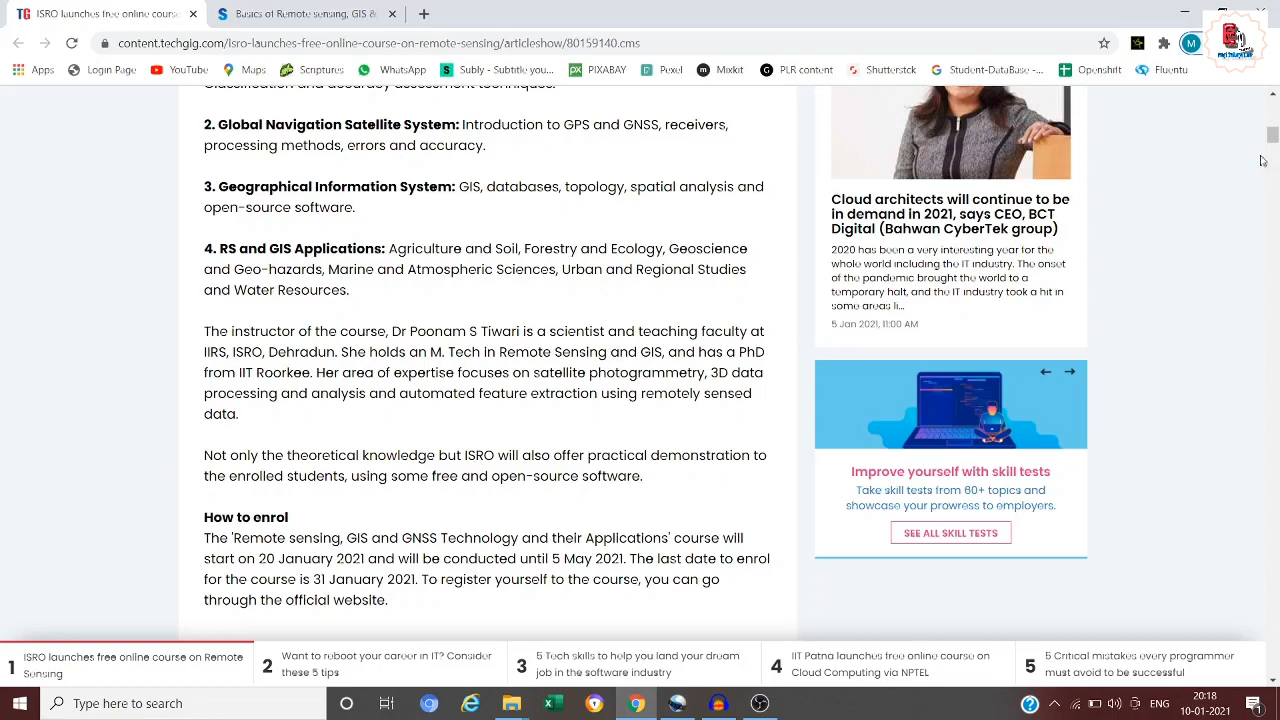 TG ISRO launches free online course
S Basics of Remote sensing, GIS &
content.techgig.com/isro-launches-free-online-course-on-remote-sensing/articleshow/80159140.cms
M
Apps
Login Page
YouTube
Maps
Scriptures
WhatsApp
Subly - Subtitle you...
PIXABAY
Pexel
Mixkit
PLR content
Shutterstck
Student-DataBase -...
Openshift
Fluentu
Classification and accuracy assessment techniques.
2. Global Navigation Satellite System: Introduction to GPS and GNSS, receivers,
processing methods, errors and accuracy.
3. Geographical Information System: GIS, databases, topology, spatial analysis and
open-source software.
4. RS and GIS Applications: Agriculture and Soil, Forestry and Ecology, Geoscience
and Geo-hazards, Marine and Atmospheric Sciences, Urban and Regional Studies
and Water Resources.
The instructor of the course, Dr Poonam S Tiwari is a scientist and teaching faculty at
IIRS, ISRO, Dehradun. She holds an M. Tech in Remote Sensing and GIS, and has a PhD
from IIT Roorkee. Her area of expertise focuses on satellite photogrammetry, 3D data
processing and analysis and automated feature extraction using remotely sensed
data.
Not only the theoretical knowledge but ISRO will also offer practical demonstration to
the enrolled students, using some free and open-source software.
How to enrol
The 'Remote Sensing, GIS and GNSS Technology and their Applications' course will
start on 20 January 2021 and will be conducted until 5 May 2021. The last date to enrol
for the course is 31 January 2021. To register yourself to the course, you can go
through the official website.
Cloud architects will continue to be
in demand in 2021, says CEO, BCT
Digital (Bahwan CyberTek group)
2020 has been a very interesting year for the
whole world including the IT industry. The onset
of the pandemic brought the world to a
temporary halt, and the IT industry took a hit in
some areas li...
5 Jan 2021, 11:00 AM
Improve yourself with skill tests
Take skill tests from 60+ topics and
showcase your prowress to employers.
SEE ALL SKILL TESTS
1 ISRO launches free online course on Remote
Sensing
2 Want to reboot your career in IT? Consider
these 5 tips
3 5 Tech skills to help you land your dream
job in the software industry
4 IIT Patna launches free online course on
Cloud Computing via NPTEL
5 5 Critical mistakes every programmer
must avoid to be successful
Type here to search
ENG
20:18
10-01-2021